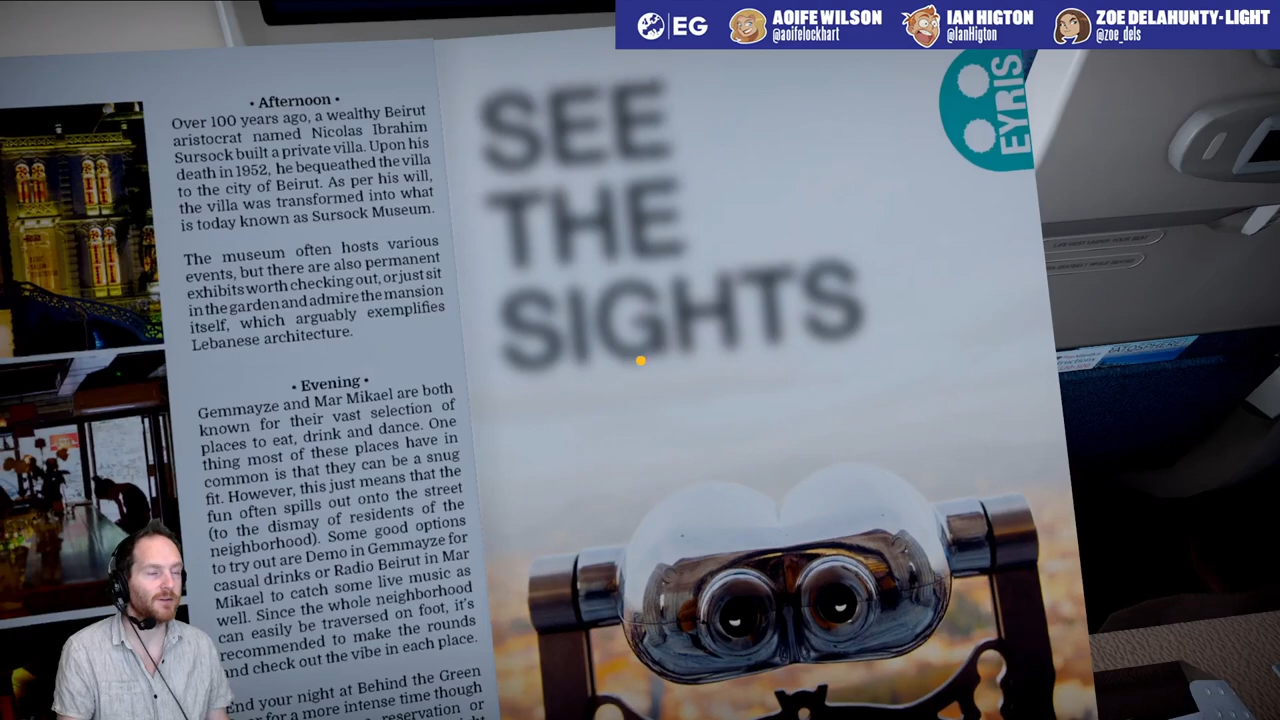 EG
AOIFE WILSON
@aoifelockhart
IAN HIGTON
@IanHigton
ZOE DELAHUNTY-LIGHT
@zoe_dels
• Afternoon •
Over 100 years ago, a wealthy Beirut
aristocrat named Nicolas Ibrahim
Sursock built a private villa. Upon his
death in 1952, he bequeathed the villa
to the city of Beirut. As per his will,
the villa was transformed into what
is today known as Sursock Museum.
The museum often hosts various
events, but there are also permanent
exhibits worth checking out, or just sit
in the garden and admire the mansion
itself, which arguably exemplifies
Lebanese architecture.
• Evening •
Gemmayze and Mar Mikael are both
known for their vast selection of
places to eat, drink and dance. One
thing most of these places have in
common is that they can be a snug
fit. However, this just means that the
fun often spills out onto the street
(to the dismay of residents of the
neighborhood). Some good options
to try out are Demo in Gemmayze for
casual drinks or Radio Beirut in Mar
Mikael to catch some live music as
well. Since the whole neighborhood
can easily be traversed on foot, it's
recommended to make the rounds
and check out the vibe in each place.
End your night at Behind the Green
for a more intense time though
reservation or
SEE
THE
SIGHTS
EYRIS